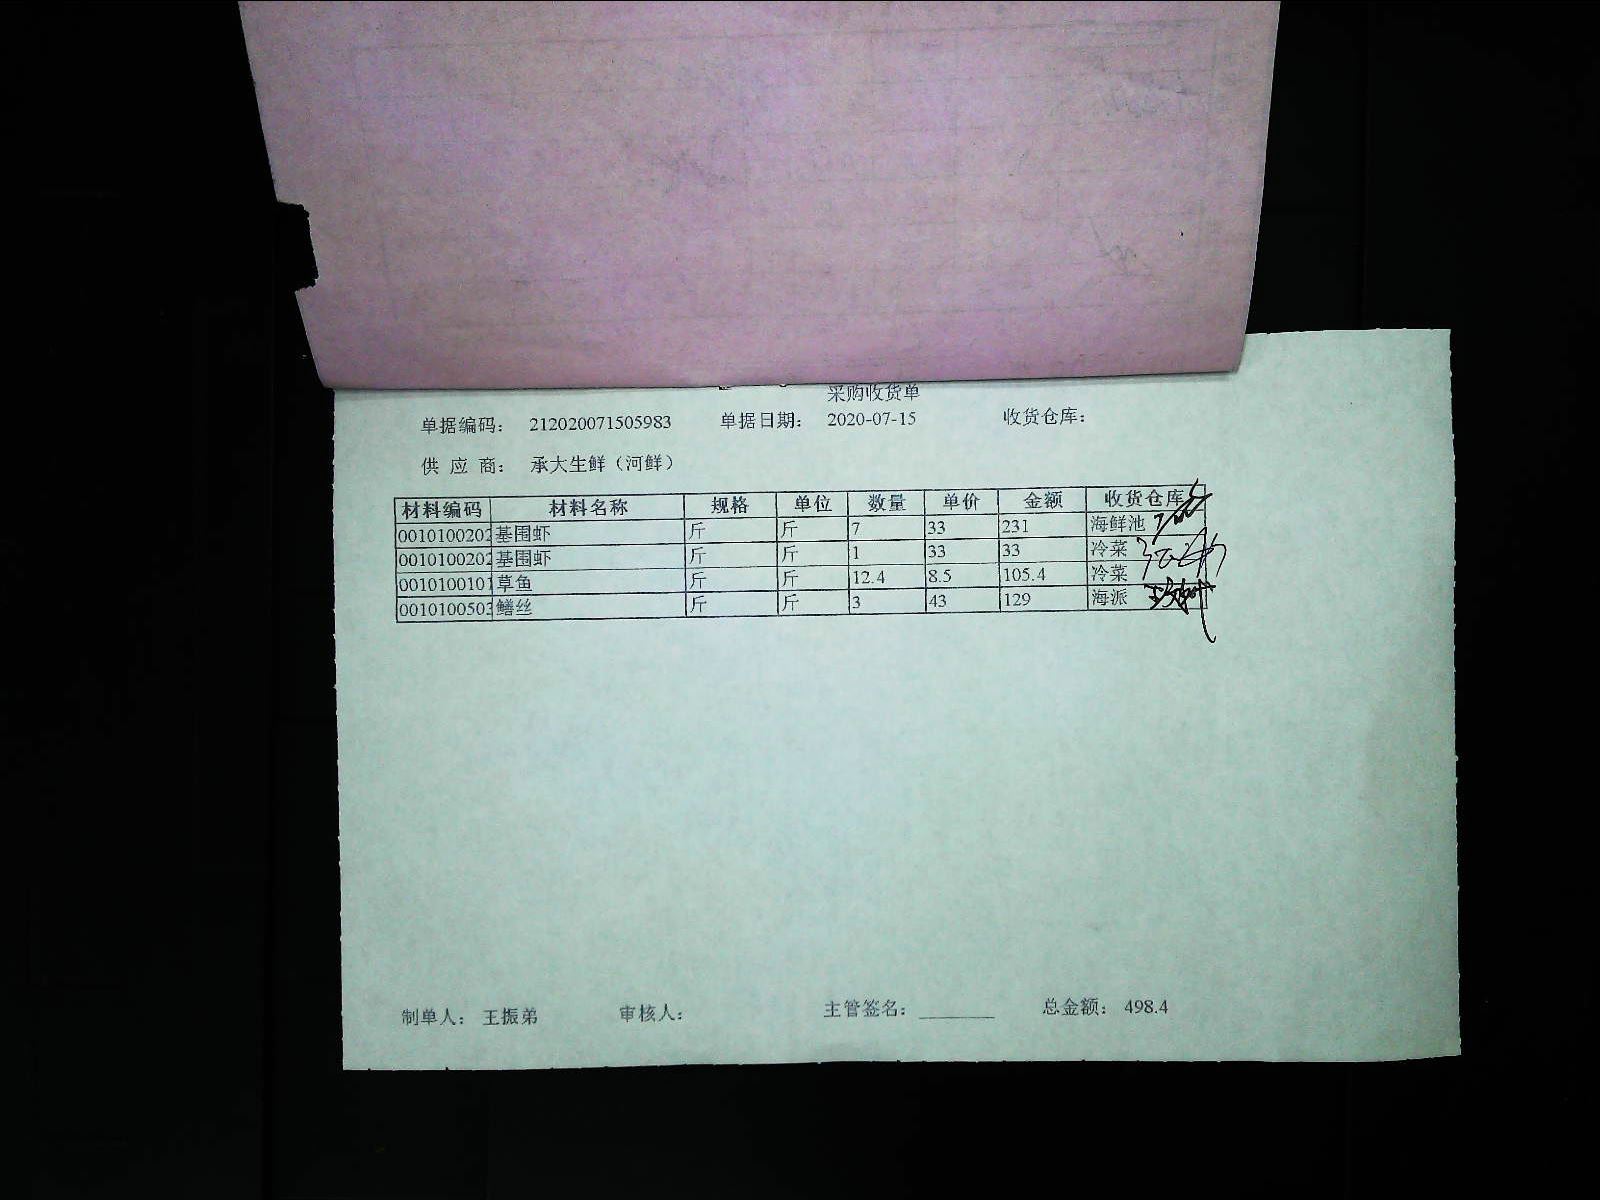 采购收货单
单据编码： 212020071505983 单据日期： 2020-07-15 收货仓库：
供 应 商： 承大生鲜（河鲜）
材料编码 材料名称 规格 单位 数量 单价 金额 收货仓库
0010100202 基围虾 斤 斤 7 33 231 海鲜池
0010100202 基围虾 斤 斤 1 33 33 冷菜
0010100101 草鱼 斤 斤 12.4 8.5 105.4 冷菜
0010100503 鳝丝 斤 斤 3 43 129 海派
制单人： 王振弟 审核人： 主管签名： ________ 总金额： 498.4